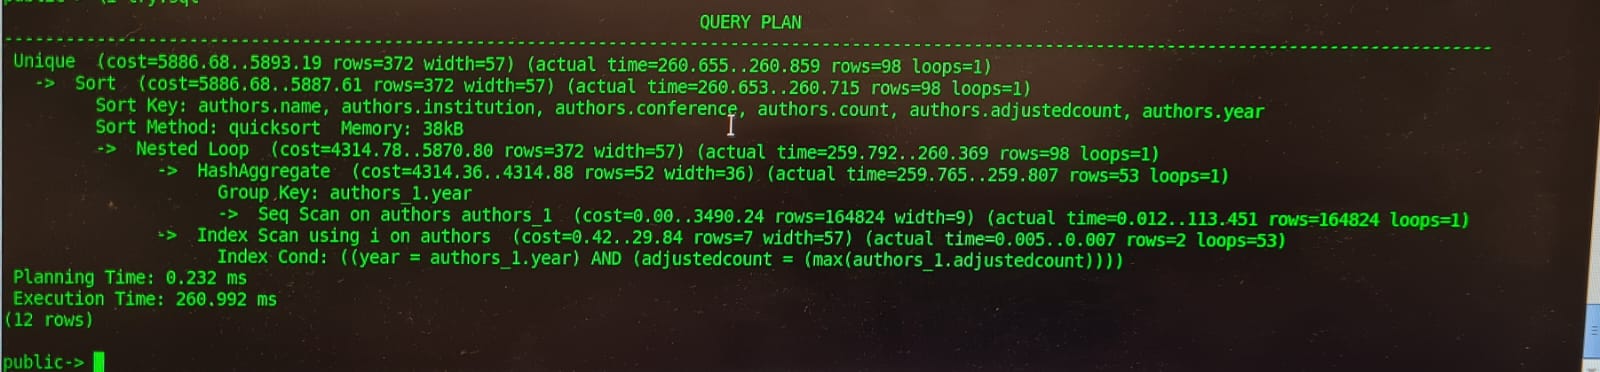 QUERY PLAN
Unique (cost=5886.68..5893.19 rows=372 width=57) (actual time=260.655..260.859 rows=98 loops=1)
-> Sort (cost=5886.68..5887.61 rows=372 width=57) (actual time=260.653..260.715 rows=98 loops=1)
Sort Key: authors.name, authors.institution, authors.conference, authors.count, authors.adjustedcount, authors.year
Sort Method: quicksort Memory: 38kB
-> Nested Loop (cost=4314.78..5870.80 rows=372 width=57) (actual time=259.792..260.369 rows=98 loops=1)
-> HashAggregate (cost=4314.36..4314.88 rows=52 width=36) (actual time=259.765..259.807 rows=53 loops=1)
Group Key: authors_1.year
-> Seq Scan on authors authors_1 (cost=0.00..3490.24 rows=164824 width=9) (actual time=0.012..113.451 rows=164824 loops=1)
-> Index Scan using i on authors (cost=0.42..29.84 rows=7 width=57) (actual time=0.005..0.007 rows=2 loops=53)
Index Cond: ((year = authors_1.year) AND (adjustedcount = (max(authors_1.adjustedcount))))
Planning Time: 0.232 ms
Execution Time: 260.992 ms
(12 rows)
public->